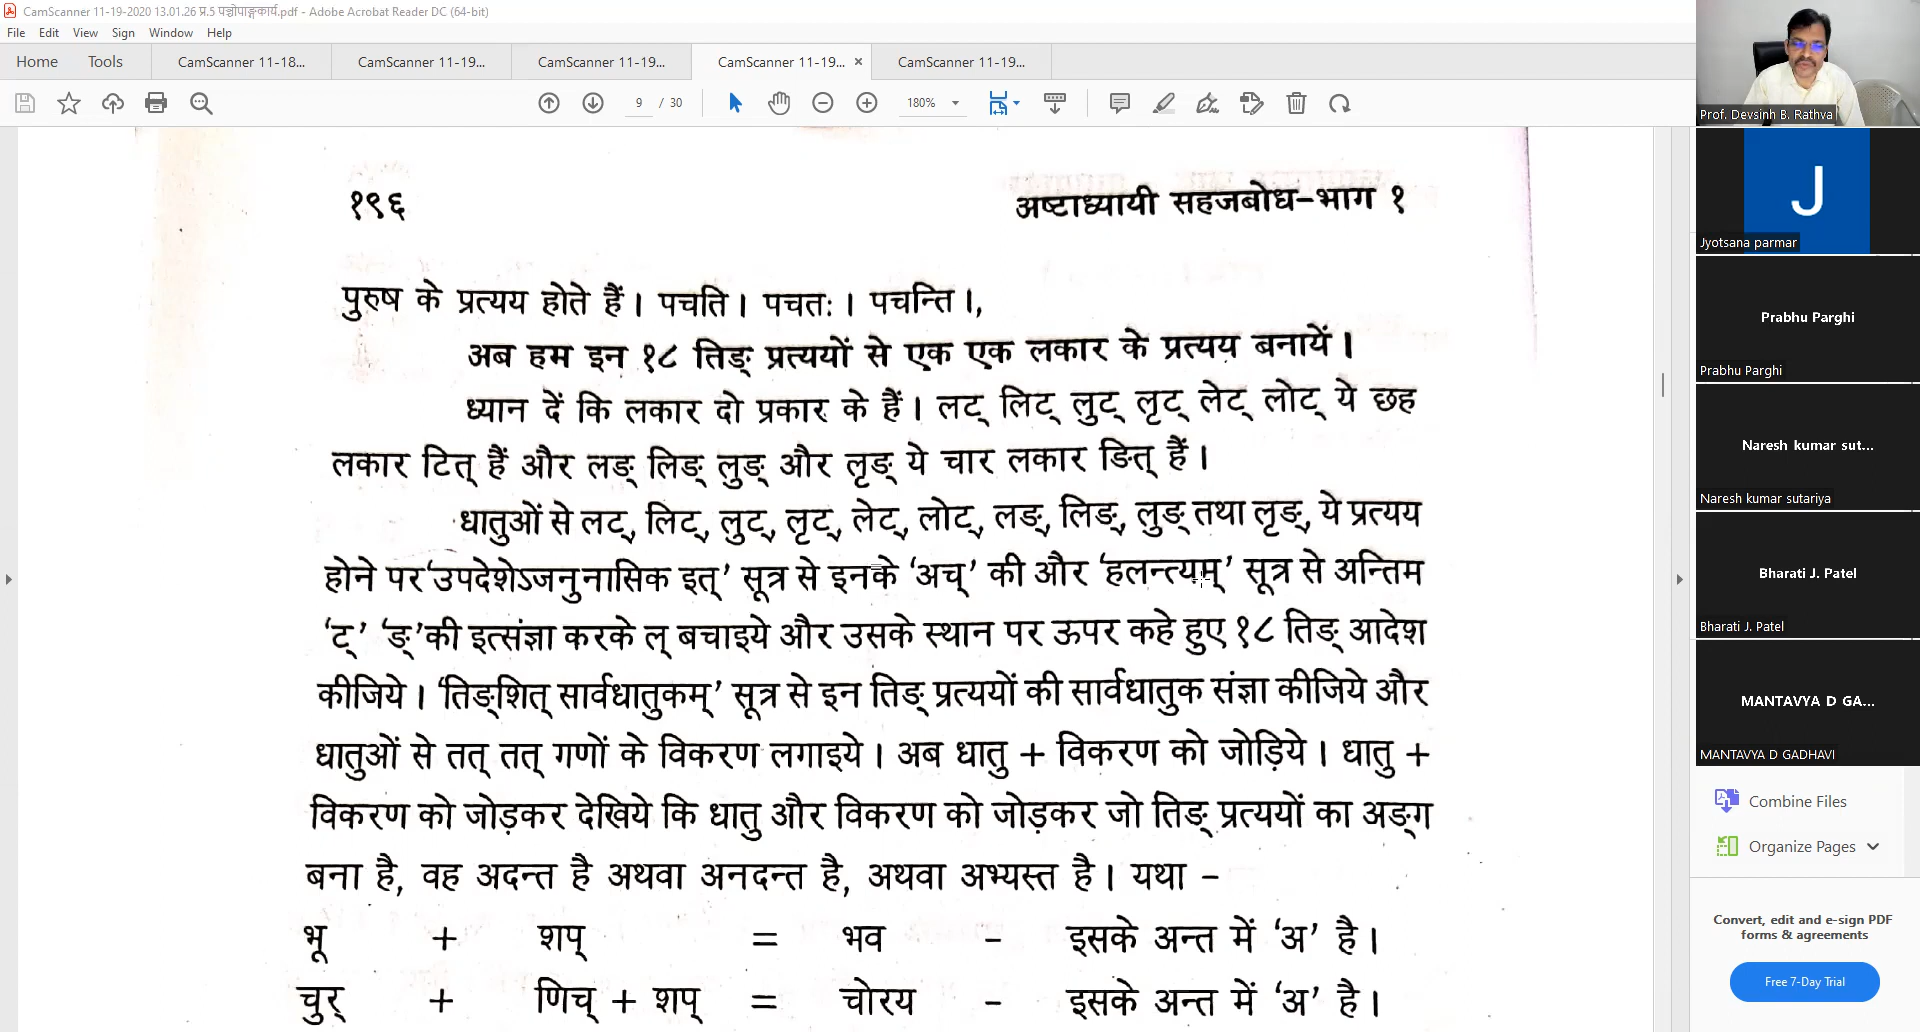 CamScanner 11-19-2020 13.01.26 प्र.5 पञ्चोपाङ्गकार्य.pdf - Adobe Acrobat Reader DC (64-bit)
File Edit View Sign Window Help
Home Tools CamScanner 11-18... CamScanner 11-19... CamScanner 11-19... CamScanner 11-19... × CamScanner 11-19...
9 / 30 180%
१९६ अष्टाध्यायी सहजबोध-भाग १
पुरुष के प्रत्यय होते हैं। पचति। पचतः। पचन्ति।,
अब हम इन १८ तिङ् प्रत्ययों से एक एक लकार के प्रत्यय बनायें।
ध्यान दें कि लकार दो प्रकार के हैं। लट् लिट् लुट् लृट् लेट् लोट् ये छह
लकार टित् हैं और लङ् लिङ् लुङ् और लृङ् ये चार लकार ङित् हैं।
धातुओं से लट्, लिट्, लुट्, लृट्, लेट्, लोट्, लङ्, लिङ्, लुङ् तथा लृङ्, ये प्रत्यय
होने पर 'उपदेशेऽजनुनासिक इत्' सूत्र से इनके 'अच्' की और 'हलन्त्यम्' सूत्र से अन्तिम
'ट्' 'ङ्' की इत्संज्ञा करके ल् बचाइये और उसके स्थान पर ऊपर कहे हुए १८ तिङ् आदेश
कीजिये। 'तिङ्शित् सार्वधातुकम्' सूत्र से इन तिङ् प्रत्ययों की सार्वधातुक संज्ञा कीजिये और
धातुओं से तत् तत् गणों के विकरण लगाइये। अब धातु + विकरण को जोड़िये। धातु +
विकरण को जोड़कर देखिये कि धातु और विकरण को जोड़कर जो तिङ् प्रत्ययों का अङ्ग
बना है, वह अदन्त है अथवा अनदन्त है, अथवा अभ्यस्त है। यथा -
भू + शप् = भव - इसके अन्त में 'अ' है।
चुर् + णिच् + शप् = चोरय - इसके अन्त में 'अ' है।
Prof. Devsinh B. Rathva
J
Jyotsana parmar
Prabhu Parghi
Prabhu Parghi
Naresh kumar sut...
Naresh kumar sutariya
Bharati J. Patel
Bharati J. Patel
MANTAVYA D GA...
MANTAVYA D GADHAVI
Combine Files
Organize Pages
Convert, edit and e-sign PDF
forms & agreements
Free 7-Day Trial